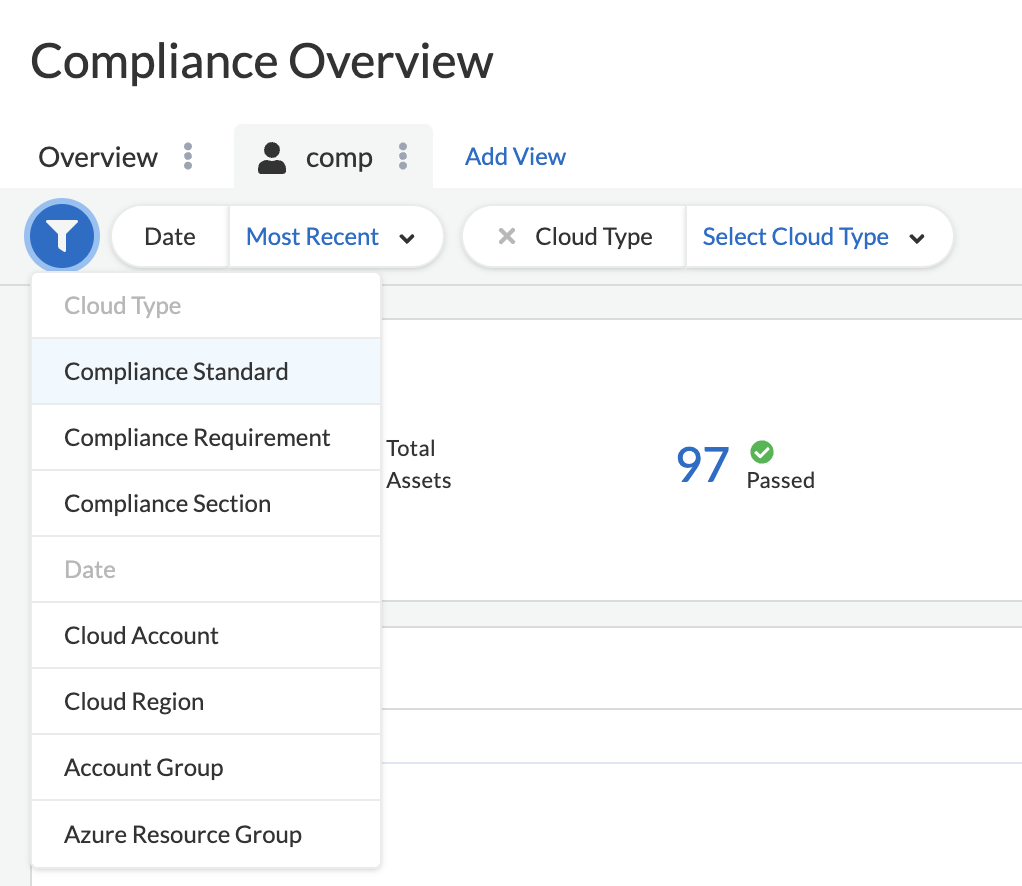 Compliance Overview
Overview
comp
Add View
Date
Most Recent
Cloud Type
Select Cloud Type
Cloud Type
Compliance Standard
Compliance Requirement
Compliance Section
Date
Cloud Account
Cloud Region
Account Group
Azure Resource Group
Total
Assets
97
Passed